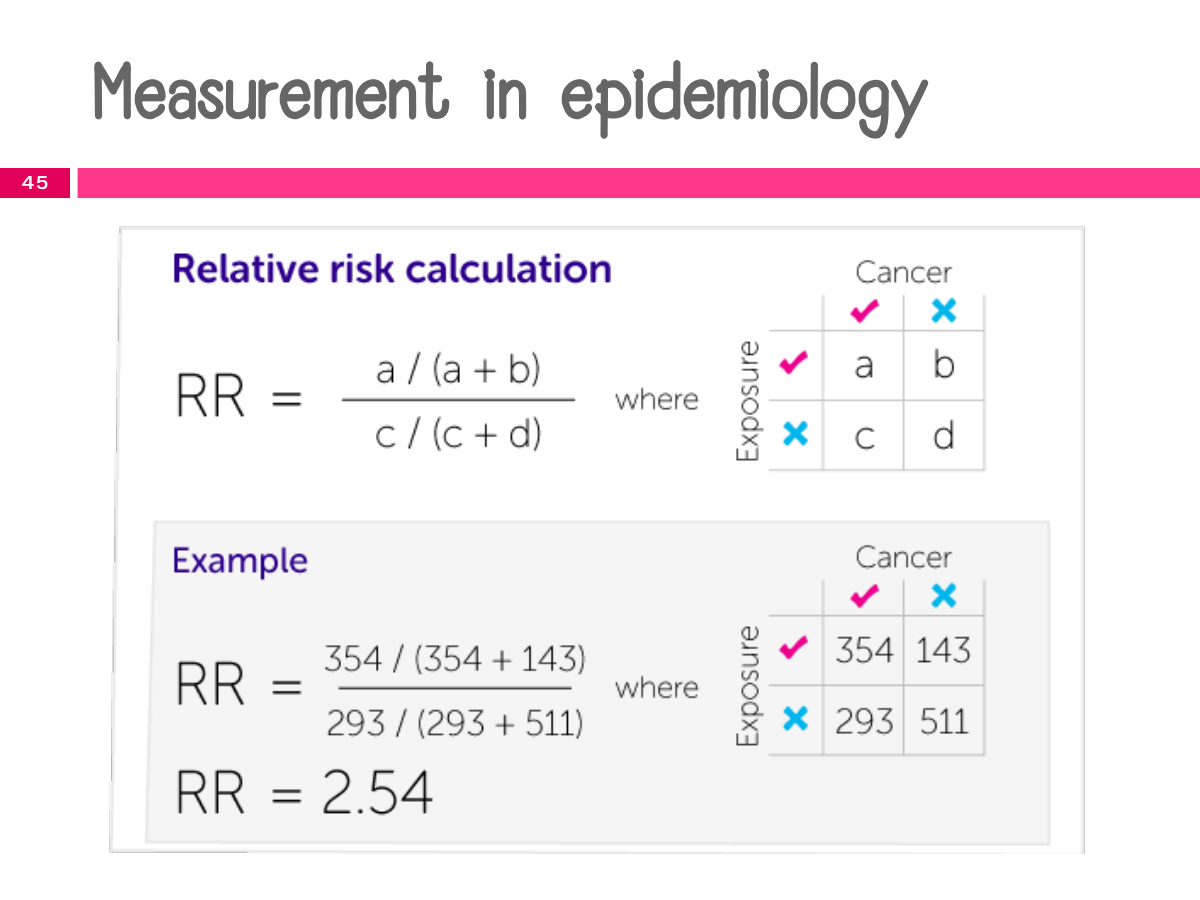 Measurement in epidemiology
45
Relative risk calculation
RR = a / (a + b)
c / (c + d)
where
Cancer
Exposure
a b
c d
Example
RR = 354 / (354 + 143)
293 / (293 + 511)
where
Cancer
Exposure
354 143
293 511
RR = 2.54